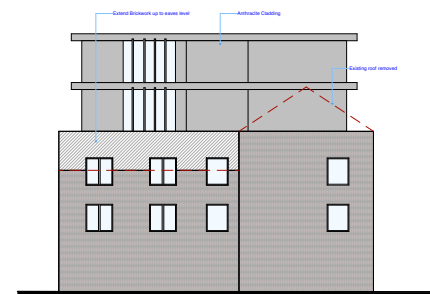 Extend Brickwork up to eaves level
Anthracite Cladding
Existing roof removed